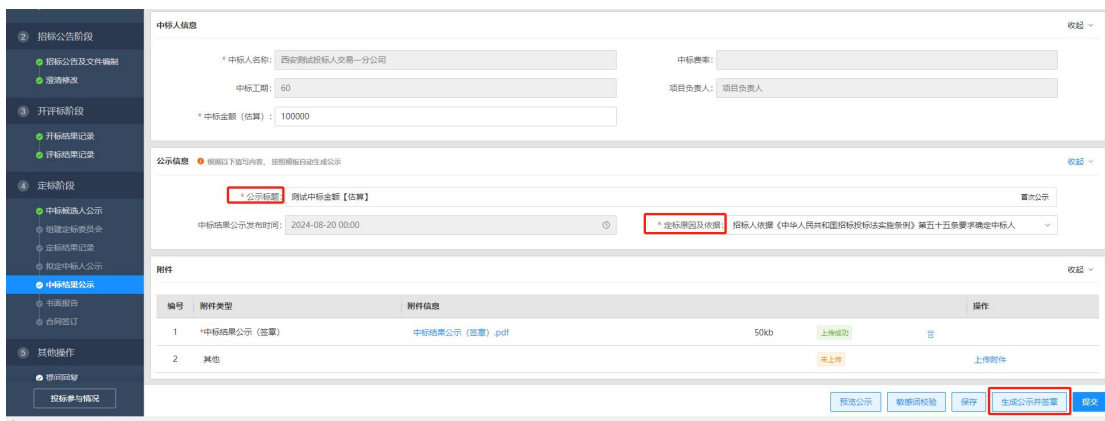 2 招标公告阶段
招标公告及文件编制
澄清修改
3 开评标阶段
开标结果记录
评标结果记录
4 定标阶段
中标候选人公示
组建定标委员会
定标结果记录
拟定中标人公示
中标结果公示
书面报告
合同签订
5 其他操作
提问回复
投标参与情况
中标人信息 收起
* 中标人名称: 西安测试投标人交易一分公司 中标费率:
中标工期: 60 项目负责人: 项目负责人
* 中标金额（估算）: 100000
公示信息 根据以下填写内容，按照模板自动生成公示 收起
* 公示标题: 测试中标金额【估算】 首次公示
中标结果公示发布时间: 2024-08-20 00:00 * 定标原因及依据: 招标人依据《中华人民共和国招标投标法实施条例》第五十五条要求确定中标人
附件 收起
编号 附件类型 附件信息 操作
1 *中标结果公示（签章） 中标结果公示（签章）.pdf 50kb 上传成功
2 其他 未上传 上传附件
预览公示 敏感词校验 保存 生成公示并签章 提交